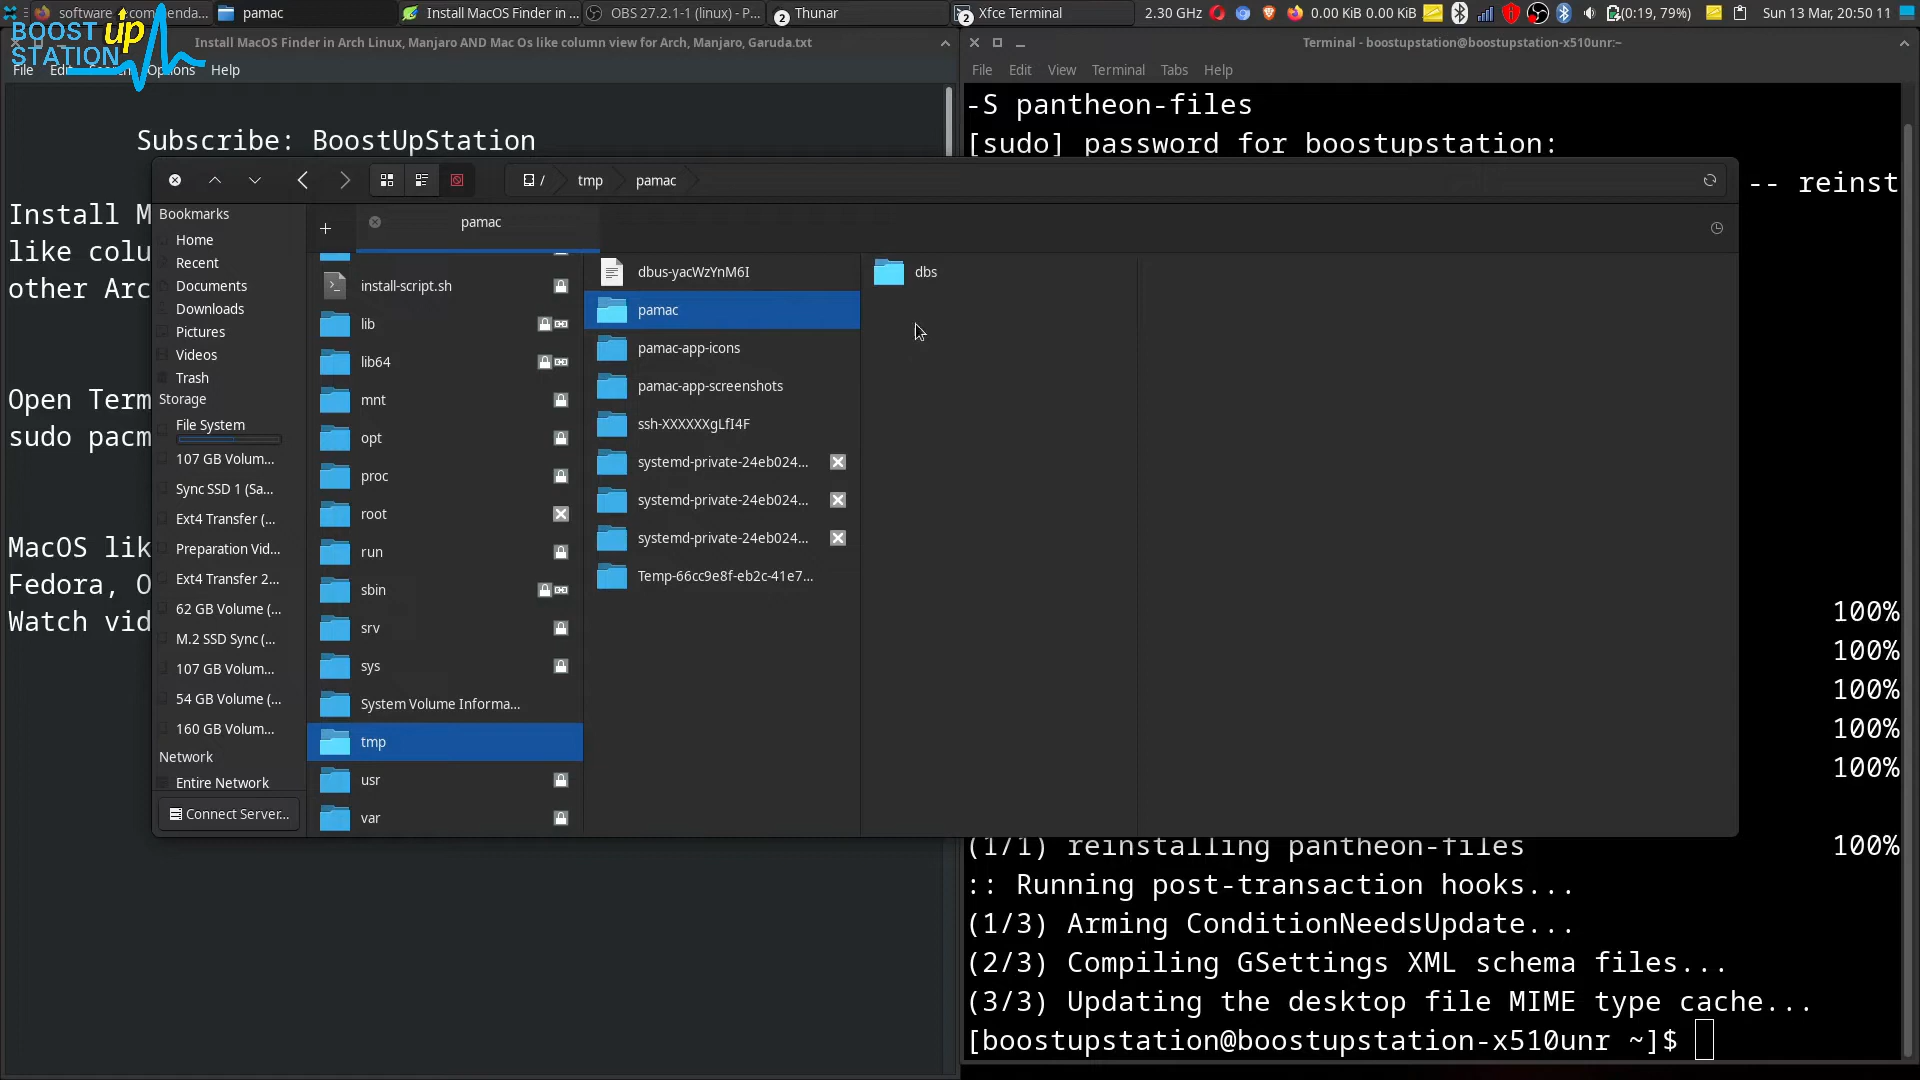 software recommenda...
pamac
Install MacOS Finder in ...
OBS 27.2.1-1 (linux) - P...
2 Thunar
2 Xfce Terminal
2.30 GHz
0.00 KiB 0.00 KiB
(0:19, 79%)
Sun 13 Mar, 20:50 11
BOOST up
STATION
Install MacOS Finder in Arch Linux, Manjaro AND Mac Os like column view for Arch, Manjaro, Garuda.txt
File Edit Search Options Help
Subscribe: BoostUpStation
Install M
like colu
other Arc
Open Term
sudo pacm
MacOS lik
Fedora, O
Watch vid
Terminal - boostupstation@boostupstation-x510unr:~
File Edit View Terminal Tabs Help
-S pantheon-files
[sudo] password for boostupstation:
-- reinst
/ tmp pamac
pamac
Bookmarks
Home
Recent
Documents
Downloads
Pictures
Videos
Trash
Storage
File System
107 GB Volum...
Sync SSD 1 (Sa...
Ext4 Transfer (...
Preparation Vid...
Ext4 Transfer 2...
62 GB Volume (...
M.2 SSD Sync (...
107 GB Volum...
54 GB Volume (...
160 GB Volum...
Network
Entire Network
Connect Server...
install-script.sh
lib
lib64
mnt
opt
proc
root
run
sbin
srv
sys
System Volume Informa...
tmp
usr
var
dbus-yacWzYnM6I
pamac
pamac-app-icons
pamac-app-screenshots
ssh-XXXXXXgLfI4F
systemd-private-24eb024...
systemd-private-24eb024...
systemd-private-24eb024...
Temp-66cc9e8f-eb2c-41e7...
dbs
100%
100%
100%
100%
100%
(1/1) reinstalling pantheon-files 100%
:: Running post-transaction hooks...
(1/3) Arming ConditionNeedsUpdate...
(2/3) Compiling GSettings XML schema files...
(3/3) Updating the desktop file MIME type cache...
[boostupstation@boostupstation-x510unr ~]$